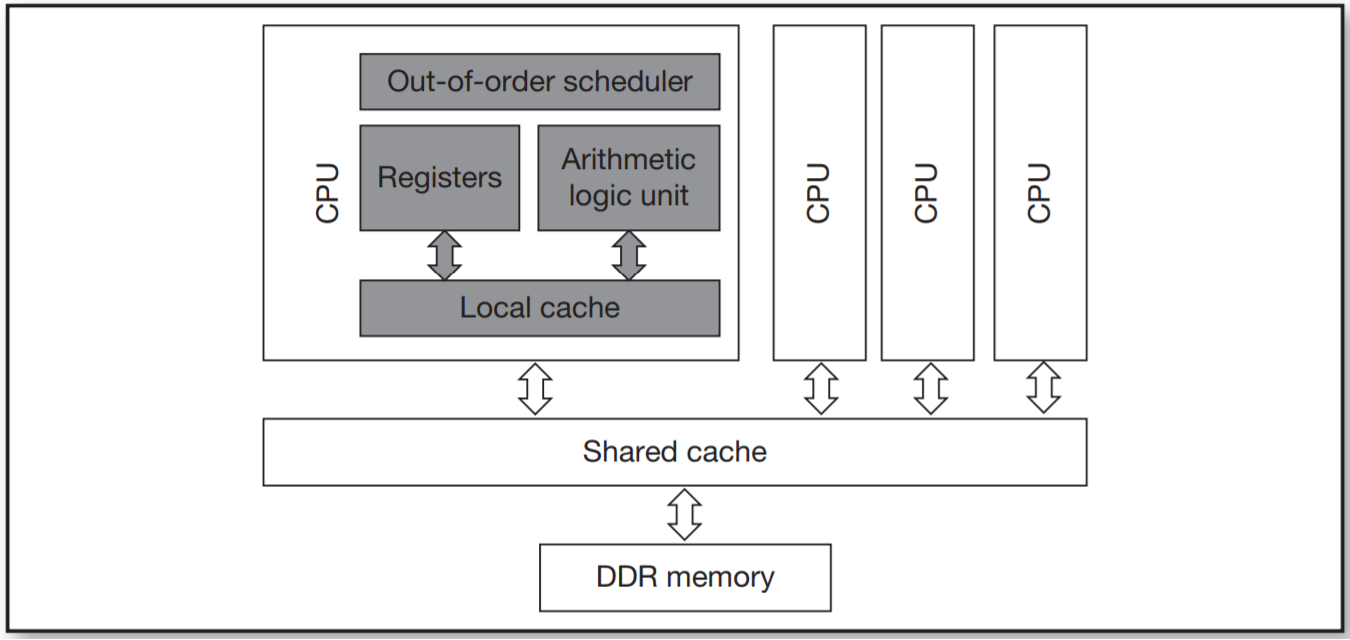 CPU
Out-of-order scheduler
Registers
Arithmetic
logic unit
Local cache
CPU
CPU
CPU
Shared cache
DDR memory